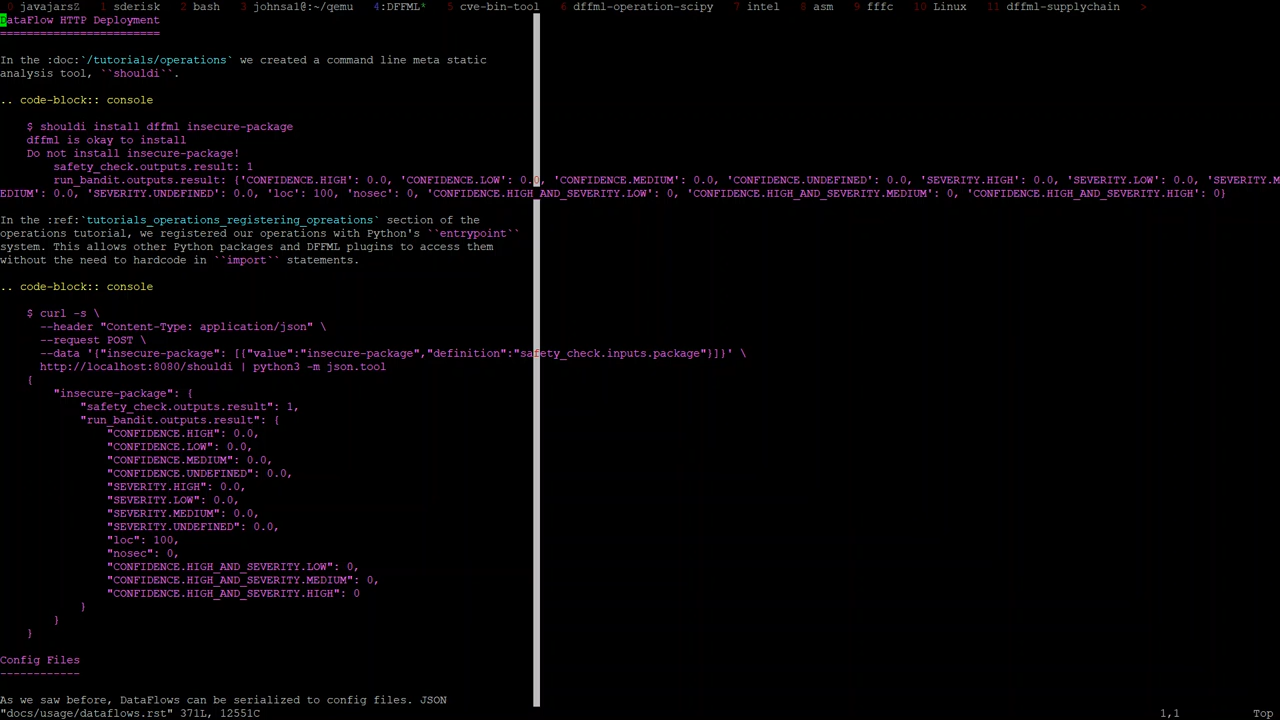 0 javajarsZ 1 sderisk 2 bash 3 johnsal@:~/qemu 4:DFFML* 5 cve-bin-tool 6 dffml-operation-scipy 7 intel 8 asm 9 fffc 10 Linux 11 dffml-supplychain >
DataFlow HTTP Deployment
========================
In the :doc:`/tutorials/operations` we created a command line meta static
analysis tool, ``shouldi``.
.. code-block:: console
$ shouldi install dffml insecure-package
dffml is okay to install
Do not install insecure-package!
safety_check.outputs.result: 1
run_bandit.outputs.result: {'CONFIDENCE.HIGH': 0.0, 'CONFIDENCE.LOW': 0.0, 'CONFIDENCE.MEDIUM': 0.0, 'CONFIDENCE.UNDEFINED': 0.0, 'SEVERITY.HIGH': 0.0, 'SEVERITY.LOW': 0.0, 'SEVERITY.M
EDIUM': 0.0, 'SEVERITY.UNDEFINED': 0.0, 'loc': 100, 'nosec': 0, 'CONFIDENCE.HIGH_AND_SEVERITY.LOW': 0, 'CONFIDENCE.HIGH_AND_SEVERITY.MEDIUM': 0, 'CONFIDENCE.HIGH_AND_SEVERITY.HIGH': 0}
In the :ref:`tutorials_operations_registering_opreations` section of the
operations tutorial, we registered our operations with Python's ``entrypoint``
system. This allows other Python packages and DFFML plugins to access them
without the need to hardcode in ``import`` statements.
.. code-block:: console
$ curl -s \
--header "Content-Type: application/json" \
--request POST \
--data '{"insecure-package": [{"value":"insecure-package","definition":"safety_check.inputs.package"}]}' \
http://localhost:8080/shouldi | python3 -m json.tool
{
"insecure-package": {
"safety_check.outputs.result": 1,
"run_bandit.outputs.result": {
"CONFIDENCE.HIGH": 0.0,
"CONFIDENCE.LOW": 0.0,
"CONFIDENCE.MEDIUM": 0.0,
"CONFIDENCE.UNDEFINED": 0.0,
"SEVERITY.HIGH": 0.0,
"SEVERITY.LOW": 0.0,
"SEVERITY.MEDIUM": 0.0,
"SEVERITY.UNDEFINED": 0.0,
"loc": 100,
"nosec": 0,
"CONFIDENCE.HIGH_AND_SEVERITY.LOW": 0,
"CONFIDENCE.HIGH_AND_SEVERITY.MEDIUM": 0,
"CONFIDENCE.HIGH_AND_SEVERITY.HIGH": 0
}
}
}
Config Files
------------
As we saw before, DataFlows can be serialized to config files. JSON
"docs/usage/dataflows.rst" 371L, 12551C 1,1 Top